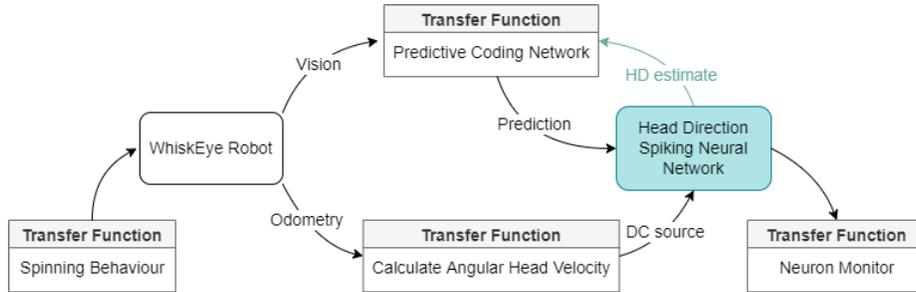 Transfer Function
Predictive Coding Network
Vision
HD estimate
WhiskEye Robot
Prediction
Head Direction
Spiking Neural
Network
Odometry
DC source
Transfer Function
Spinning Behaviour
Transfer Function
Calculate Angular Head Velocity
Transfer Function
Neuron Monitor